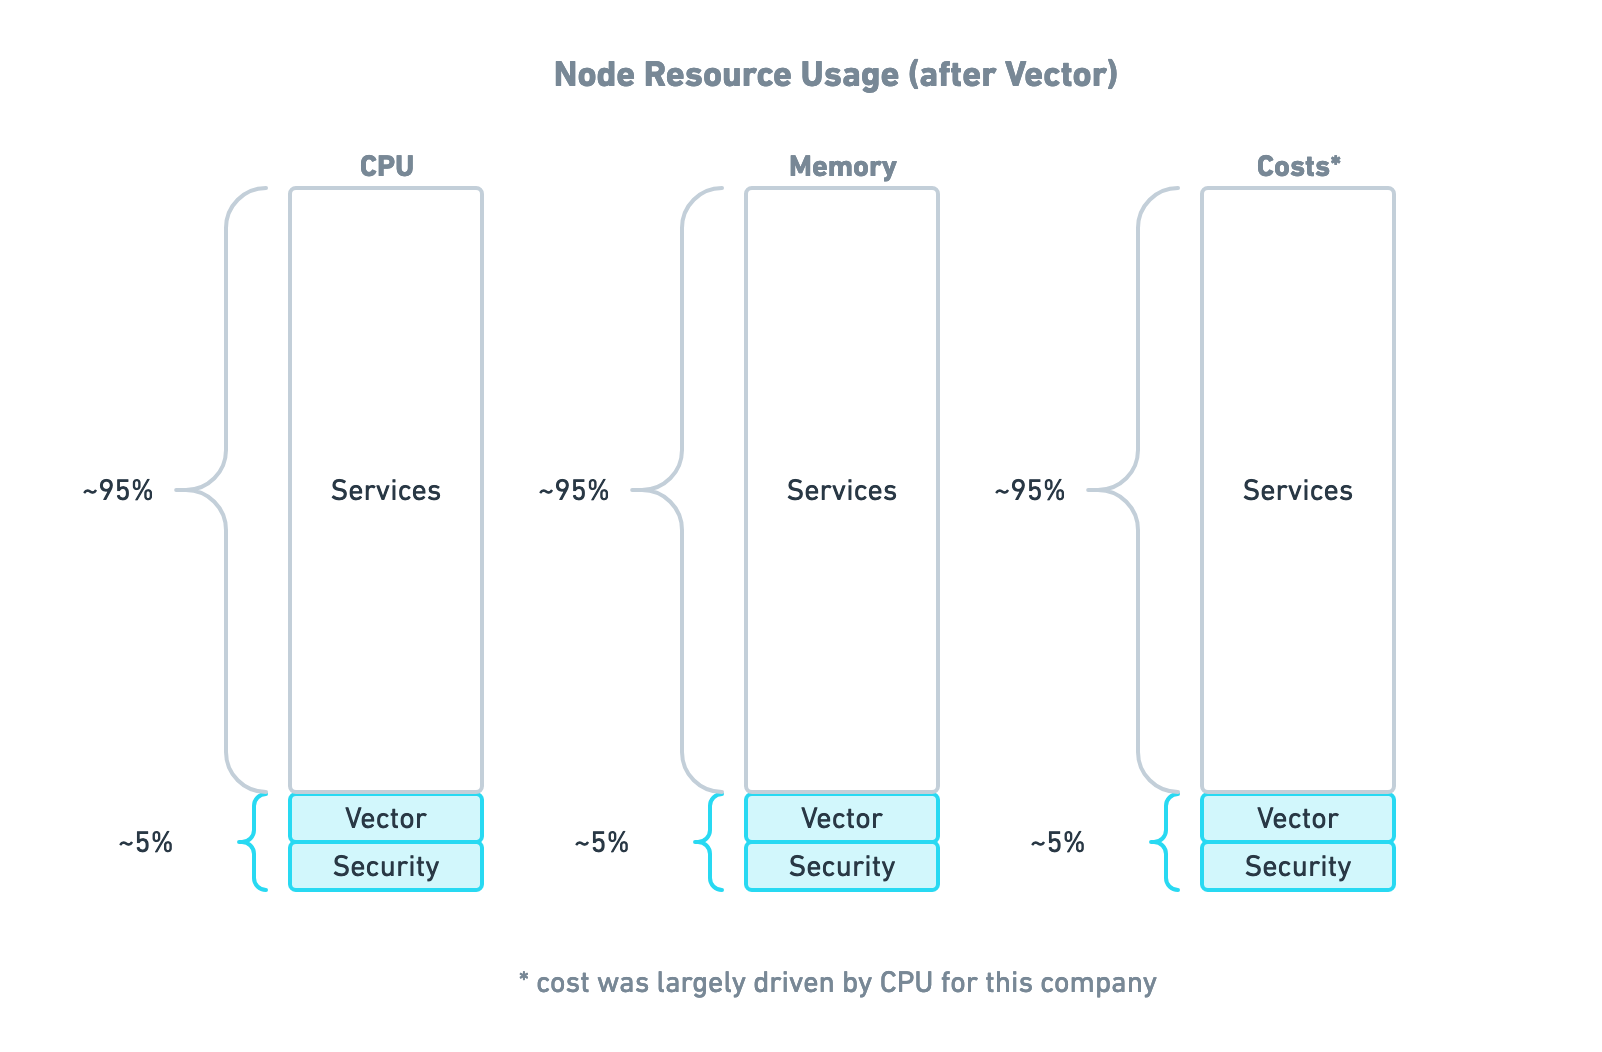 Node Resource Usage (after Vector)
CPU
Memory
Costs*
~95%
Services
~95%
Services
~95%
Services
Vector
Vector
Vector
~5%
~5%
~5%
Security
Security
Security
* cost was largely driven by CPU for this company